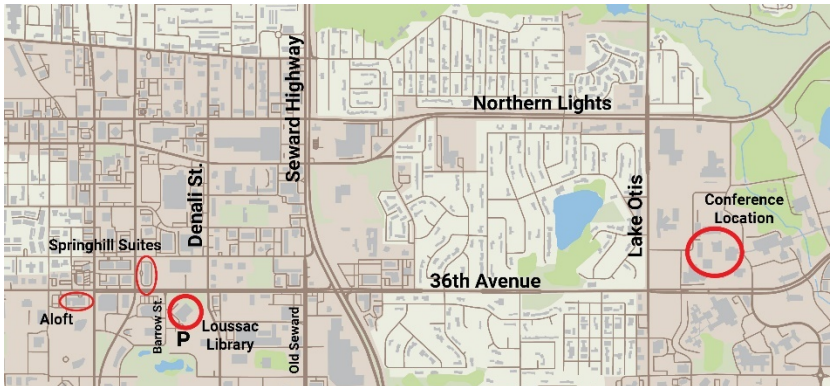 Northern Lights
Seward Highway
Denali St.
Lake Otis
Conference
Location
Springhill Suites
36th Avenue
Aloft
Barrow St.
P
Loussac
Library
Old Seward